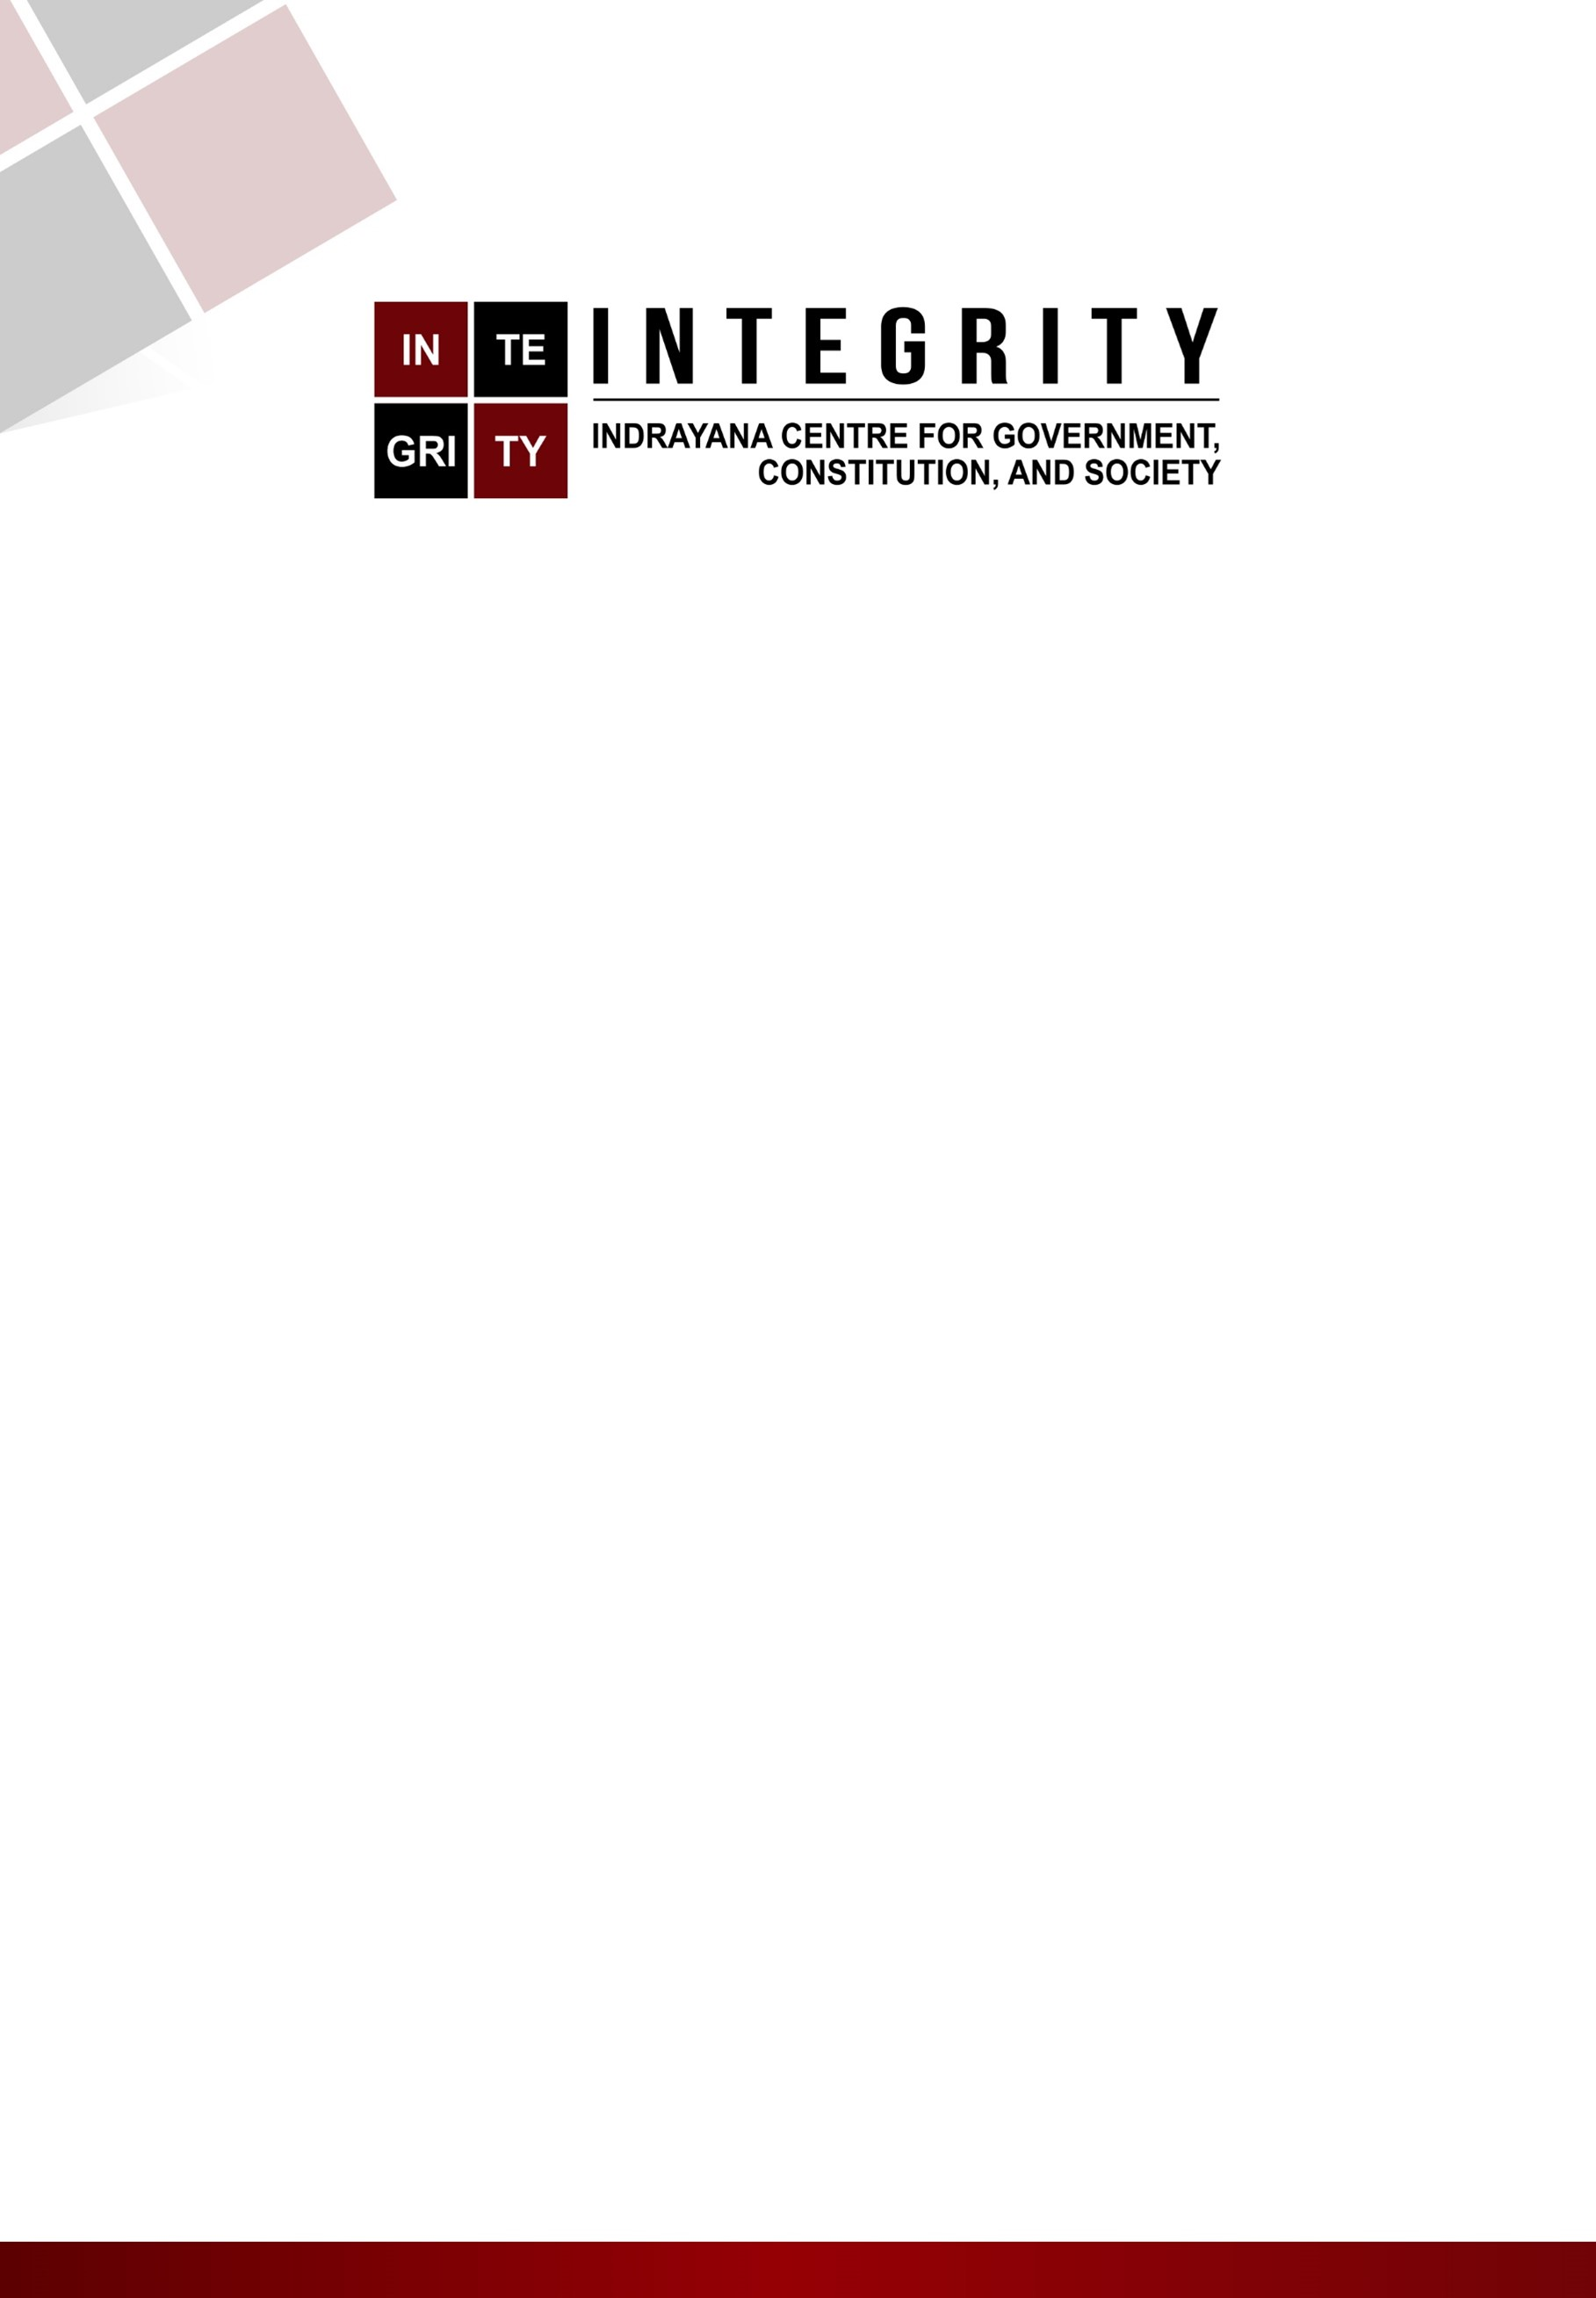 IN TE
GRI TY
INTEGRITY
INDRAYANA CENTRE FOR GOVERNMENT,
CONSTITUTION, AND SOCIETY